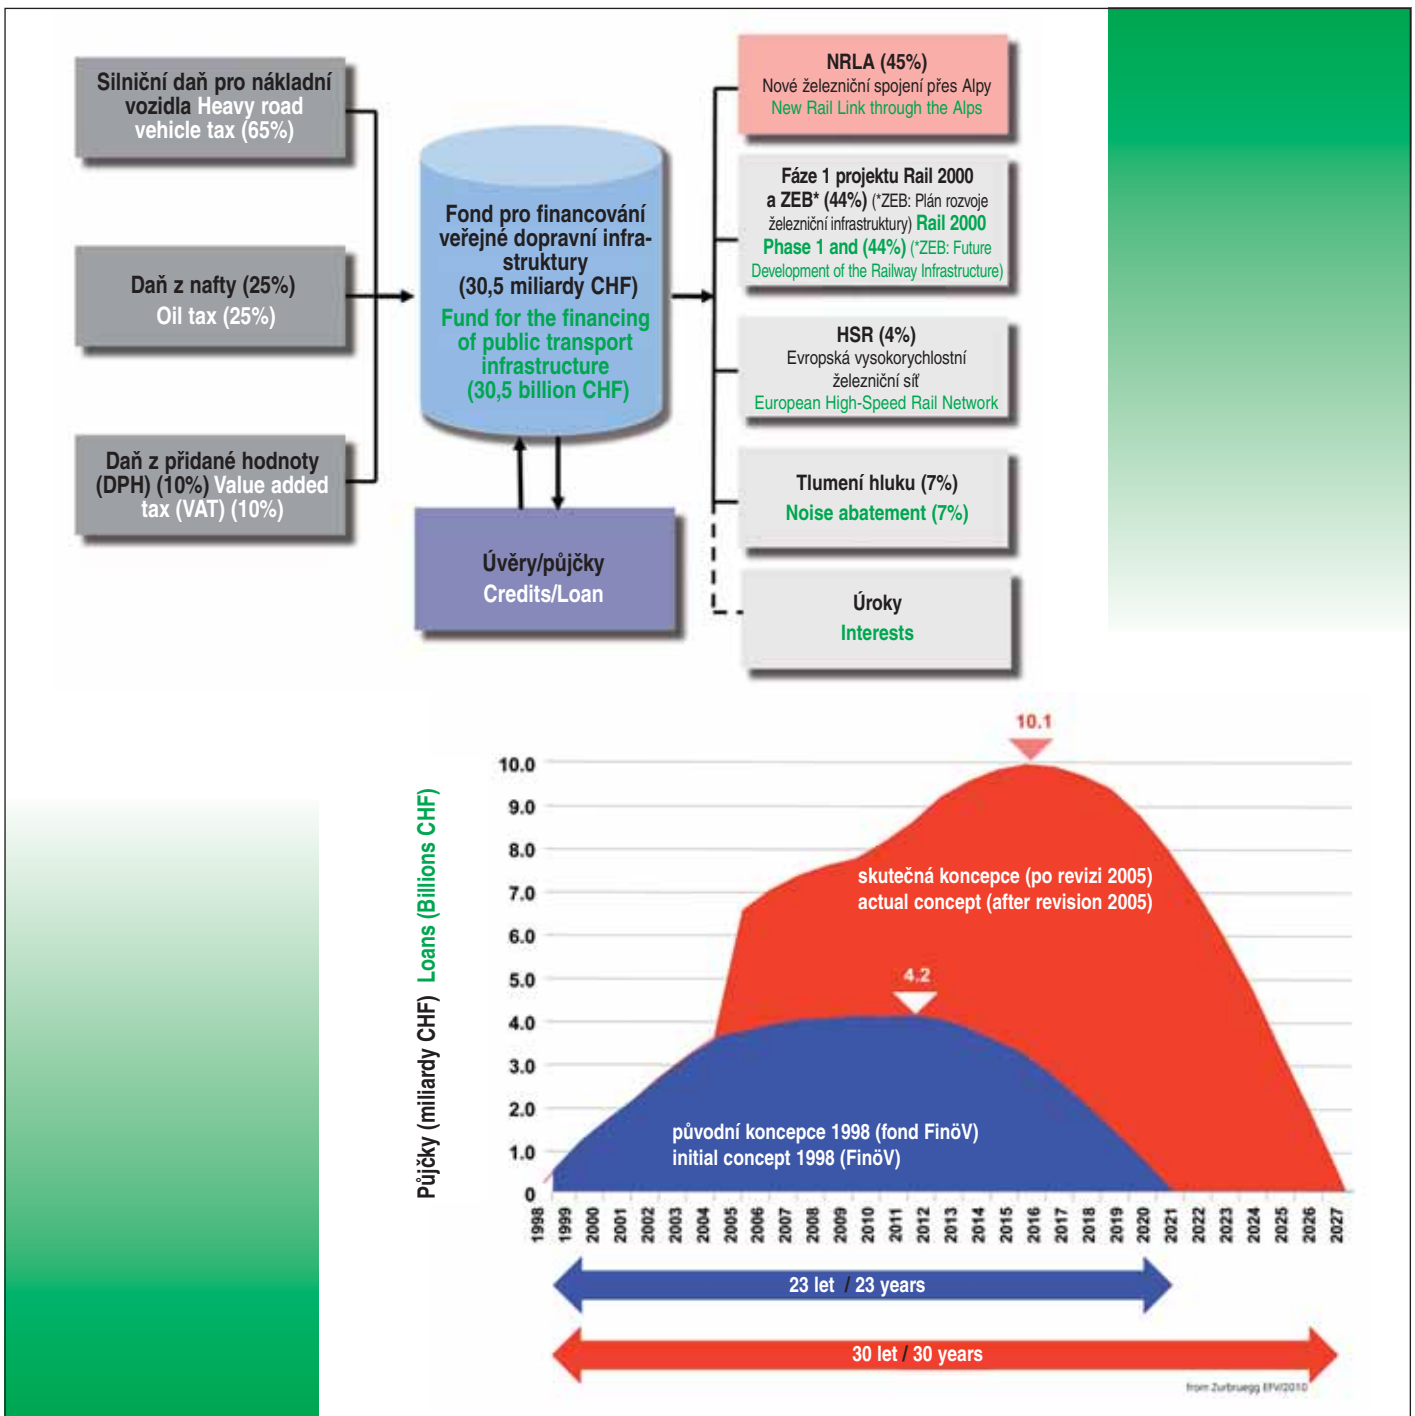 Silniční daň pro nákladní
vozidla Heavy road
vehicle tax (65%)
Daň z nafty (25%)
Oil tax (25%)
Daň z přidané hodnoty
(DPH) (10%) Value added
tax (VAT) (10%)
Fond pro financování
veřejné dopravní infra-
struktury
(30,5 miliardy CHF)
Fund for the financing
of public transport
infrastructure
(30,5 billion CHF)
Úvěry/půjčky
Credits/Loan
NRLA (45%)
Nové železniční spojení přes Alpy
New Rail Link through the Alps
Fáze 1 projektu Rail 2000
a ZEB* (44%) (*ZEB: Plán rozvoje
železniční infrastruktury) Rail 2000
Phase 1 and (44%) (*ZEB: Future
Development of the Railway Infrastructure)
HSR (4%)
Evropská vysokorychlostní
železniční síť
European High-Speed Rail Network
Tlumení hluku (7%)
Noise abatement (7%)
Úroky
Interests
Půjčky (miliardy CHF) Loans (Billions CHF)
10.1
10.0
9.0
8.0
7.0
6.0
5.0
4.0
3.0
2.0
1.0
0
skutečná koncepce (po revizi 2005)
actual concept (after revision 2005)
4.2
původní koncepce 1998 (fond FinöV)
initial concept 1998 (FinöV)
1998 1999 2000 2001 2002 2003 2004 2005 2006 2007 2008 2009 2010 2011 2012 2013 2014 2015 2016 2017 2018 2019 2020 2021 2022 2023 2024 2025 2026 2027
23 let / 23 years
30 let / 30 years
from Zurbruegg EFV/2010